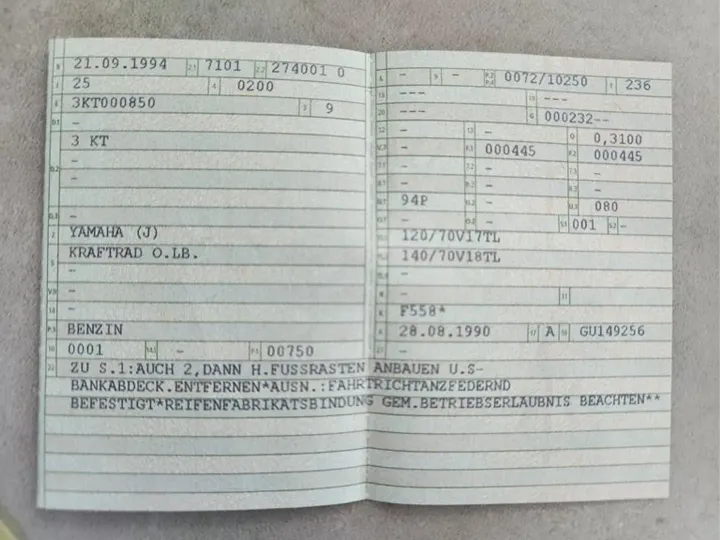 21.09.1994 7101 274001 0
25 0200
3KT000850 9
-
3 KT
-
-
-
YAMAHA (J)
KRAFTRAD O.LB.
-
-
-
BENZIN
0001 - 00750
- - 0072/10250 236
--- ---
--- 000232--
- - 0,3100
- 000445 000445
- - -
- - -
94P - 080
- - 001 -
120/70V17TL
140/70V18TL
-
-
F558*
28.08.1990 A GU149256
-
ZU S.1:AUCH 2,DANN H.FUSSRASTEN ANBAUEN U.S-
BANKABDECK.ENTFERNEN*AUSN.:FAHRTRICHTANZFEDERND
BEFESTIGT*REIFENFABRIKATSBINDUNG GEM.BETRIEBSERLAUBNIS BEACHTEN**